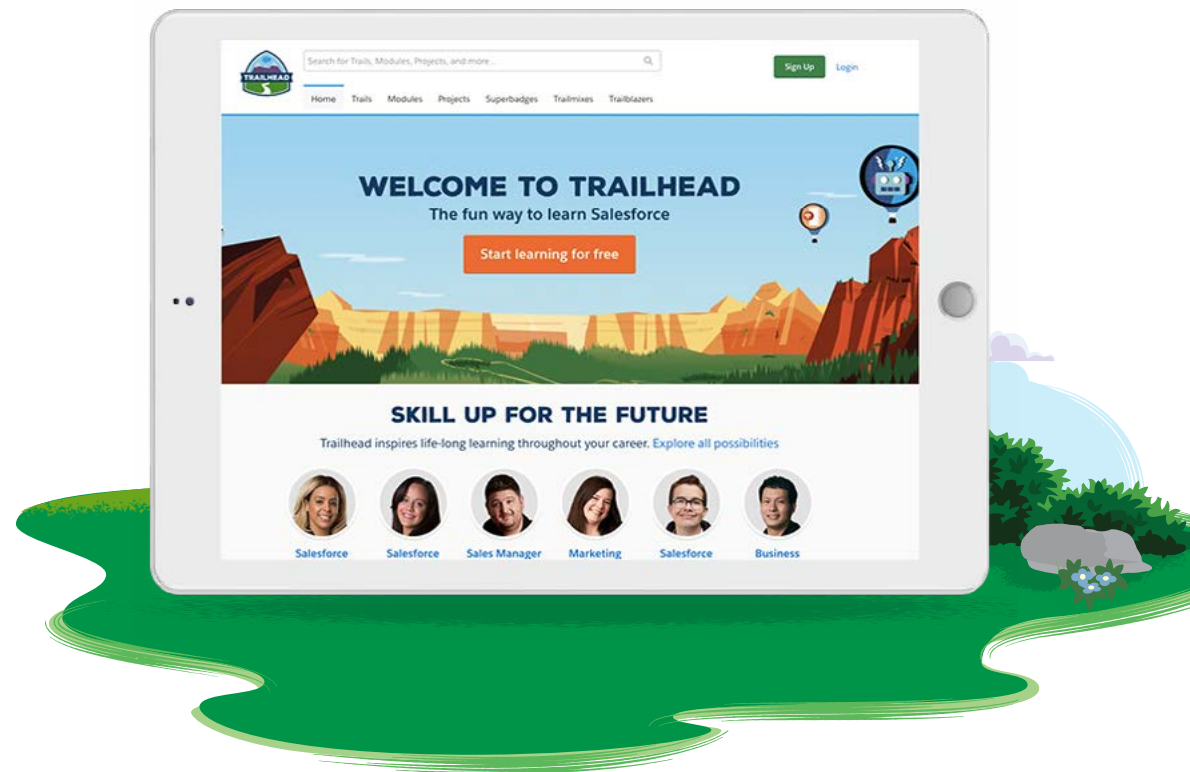 TRAILHEAD
Search for Trails, Modules, Projects, and more...
Sign Up Login
Home Trails Modules Projects Superbadges Trailmixes Trailblazers
WELCOME TO TRAILHEAD
The fun way to learn Salesforce
Start learning for free
SKILL UP FOR THE FUTURE
Trailhead inspires life-long learning throughout your career. Explore all possibilities
Salesforce Salesforce Sales Manager Marketing Salesforce Business